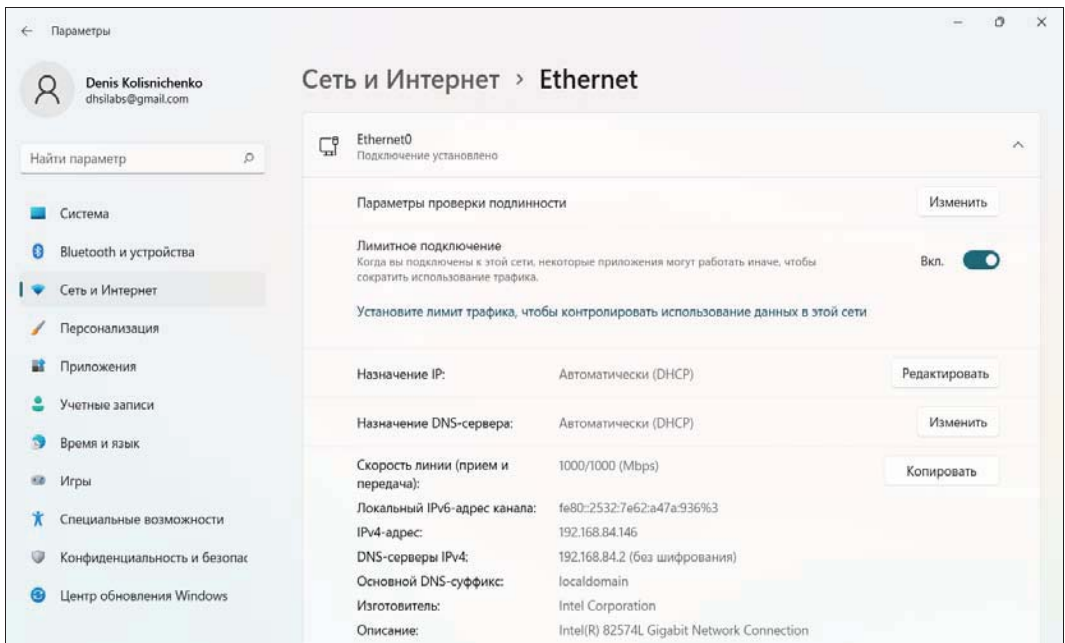 Параметры
Denis Kolisnichenko
dhsilabs@gmail.com
Найти параметр
Система
Bluetooth и устройства
Сеть и Интернет
Персонализация
Приложения
Учетные записи
Время и язык
Игры
Специальные возможности
Конфиденциальность и безопас
Центр обновления Windows
Сеть и Интернет > Ethernet
Ethernet0
Подключение установлено
Параметры проверки подлинности Изменить
Лимитное подключение
Когда вы подключены к этой сети, некоторые приложения могут работать иначе, чтобы
сократить использование трафика.
Вкл.
Установите лимит трафика, чтобы контролировать использование данных в этой сети
Назначение IP: Автоматически (DHCP) Редактировать
Назначение DNS-сервера: Автоматически (DHCP) Изменить
Скорость линии (прием и
передача): 1000/1000 (Mbps) Копировать
Локальный IPv6-адрес канала: fe80::2532:7e62:a47a:936%3
IPv4-адрес: 192.168.84.146
DNS-серверы IPv4: 192.168.84.2 (без шифрования)
Основной DNS-суффикс: localdomain
Изготовитель: Intel Corporation
Описание: Intel(R) 82574L Gigabit Network Connection